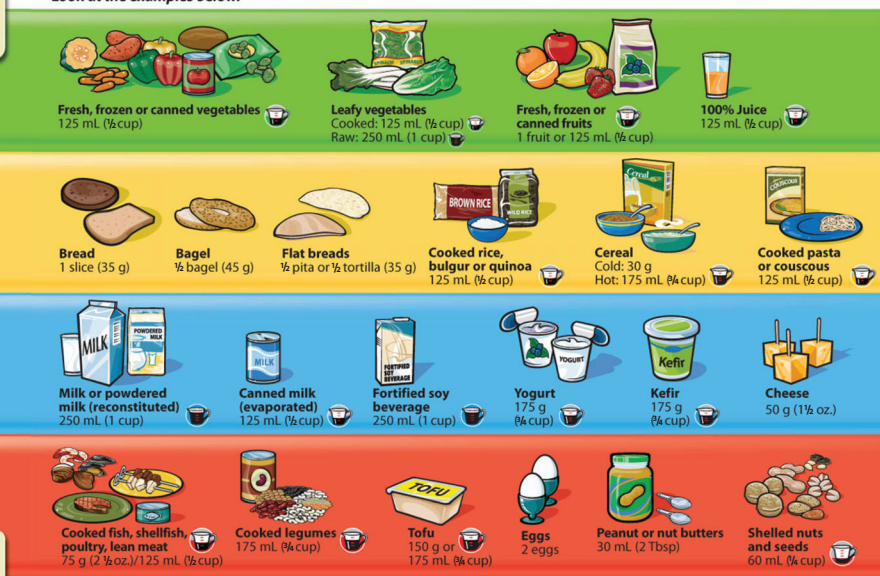 SPINACH SPINARDS
Fresh, frozen or canned vegetables
125 mL (½ cup)
Leafy vegetables
Cooked: 125 mL (½ cup)
Raw: 250 mL (1 cup)
Fresh, frozen or
canned fruits
1 fruit or 125 mL (½ cup)
100% Juice
125 mL (½ cup)
Bread
1 slice (35 g)
Bagel
½ bagel (45 g)
Flat breads
½ pita or ½ tortilla (35 g)
BROWN RICE
WILD RICE
Cooked rice,
bulgur or quinoa
125 mL (½ cup)
Cereal
Cereal
Cold: 30 g
Hot: 175 mL (¾ cup)
COUSCOUS
Cooked pasta
or couscous
125 mL (½ cup)
MILK
POWDERED
MILK
Milk or powdered
milk (reconstituted)
250 mL (1 cup)
MILK
Canned milk
(evaporated)
125 mL (½ cup)
FORTIFIED
SOY
BEVERAGE
Fortified soy
beverage
250 mL (1 cup)
YOGURT
Yogurt
175 g
(¾ cup)
Kefir
Kefir
175 g
(¾ cup)
Cheese
50 g (1½ oz.)
Cooked fish, shellfish,
poultry, lean meat
75 g (2 ½ oz.)/125 mL (½ cup)
Cooked legumes
175 mL (¾ cup)
TOFU
Tofu
150 g or
175 mL (¾ cup)
Eggs
2 eggs
Peanut or nut butters
30 mL (2 Tbsp)
Shelled nuts
and seeds
60 mL (¼ cup)